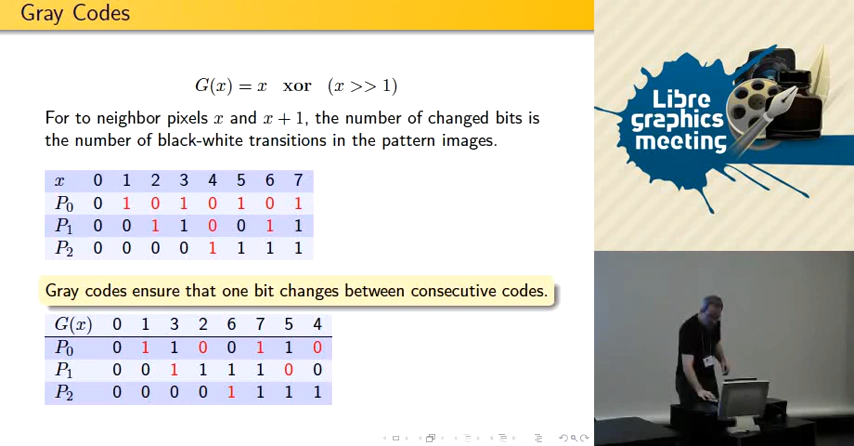 Gray Codes
G(x) = x xor (x >> 1)
For to neighbor pixels x and x + 1, the number of changed bits is
the number of black-white transitions in the pattern images.
x 0 1 2 3 4 5 6 7
P0 0 1 0 1 0 1 0 1
P1 0 0 1 1 0 0 1 1
P2 0 0 0 0 1 1 1 1
Gray codes ensure that one bit changes between consecutive codes.
G(x) 0 1 3 2 6 7 5 4
P0 0 1 1 0 0 1 1 0
P1 0 0 1 1 1 1 0 0
P2 0 0 0 0 1 1 1 1
Libre
graphics
meeting